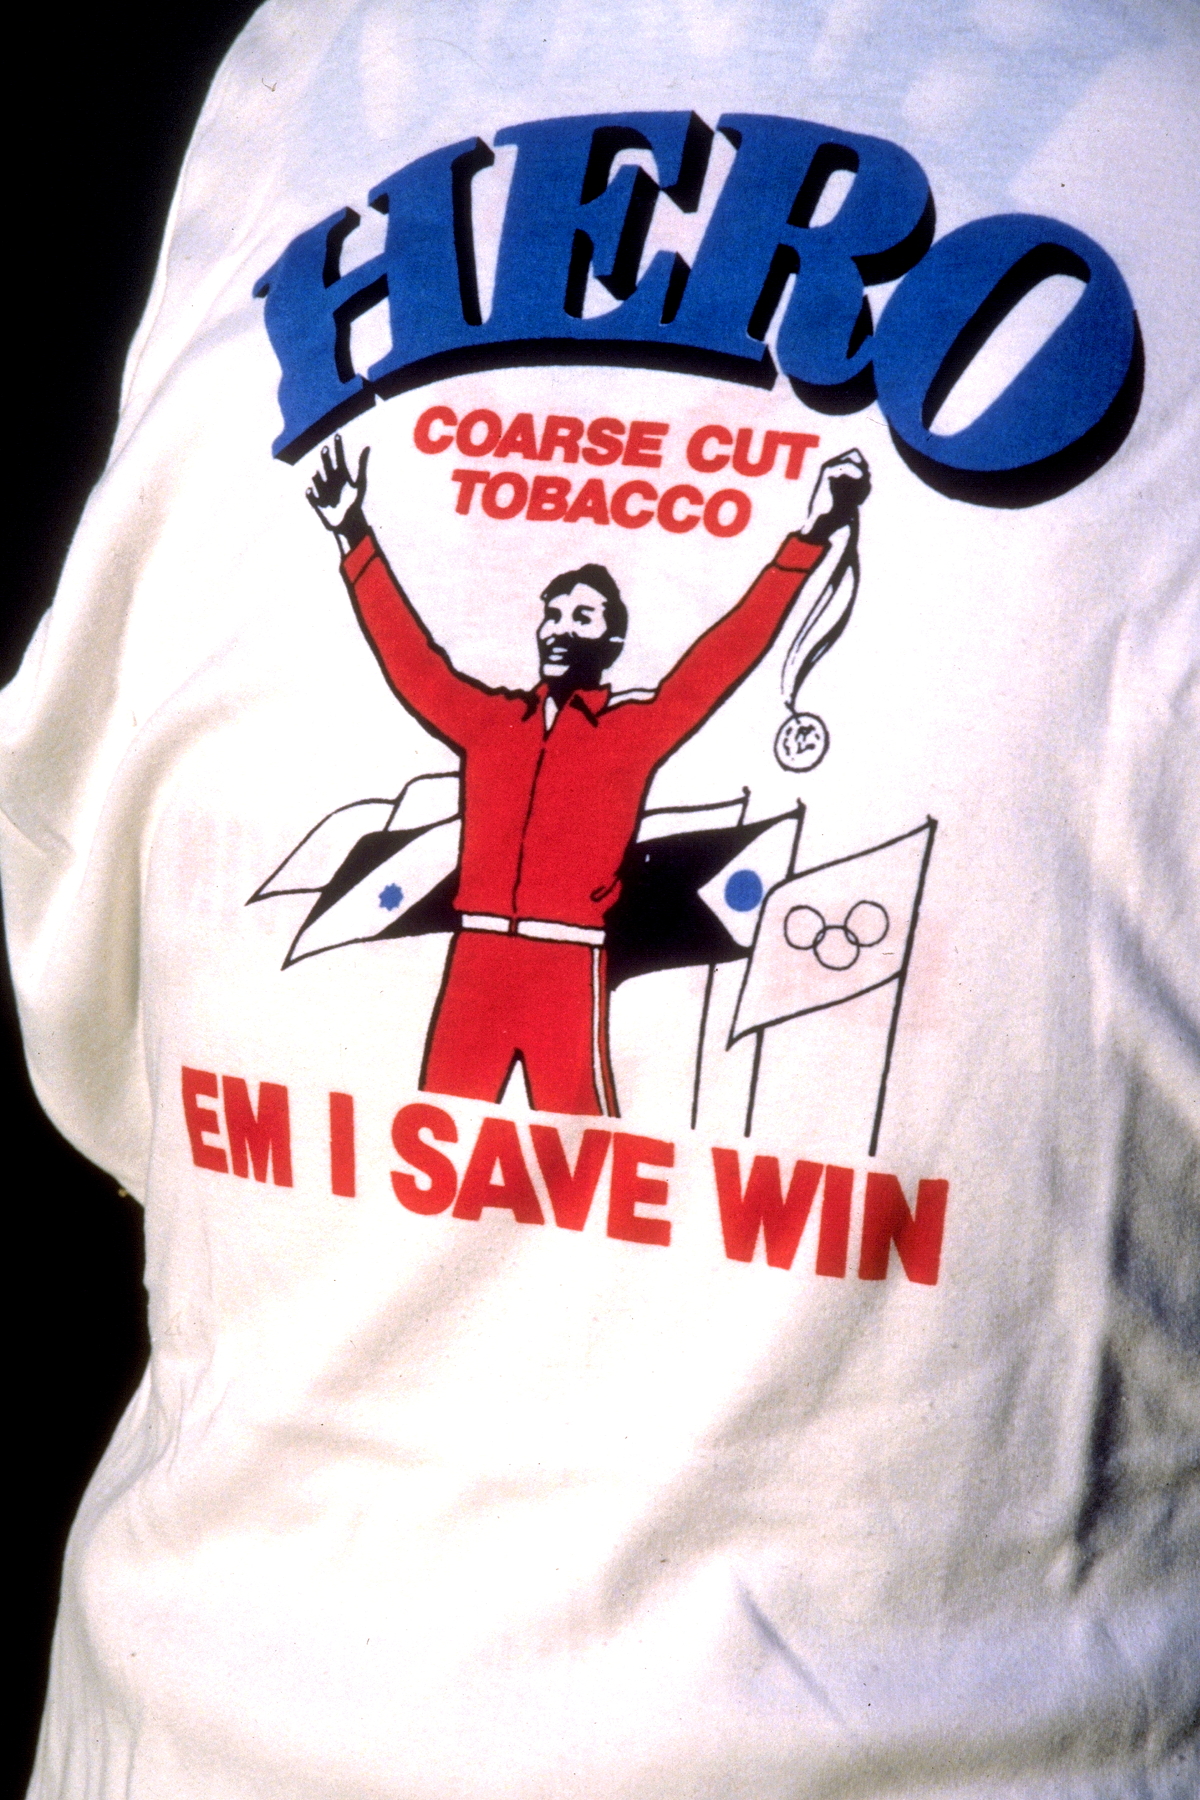 HERO
COARSE CUT
TOBACCO
EM I SAVE WIN